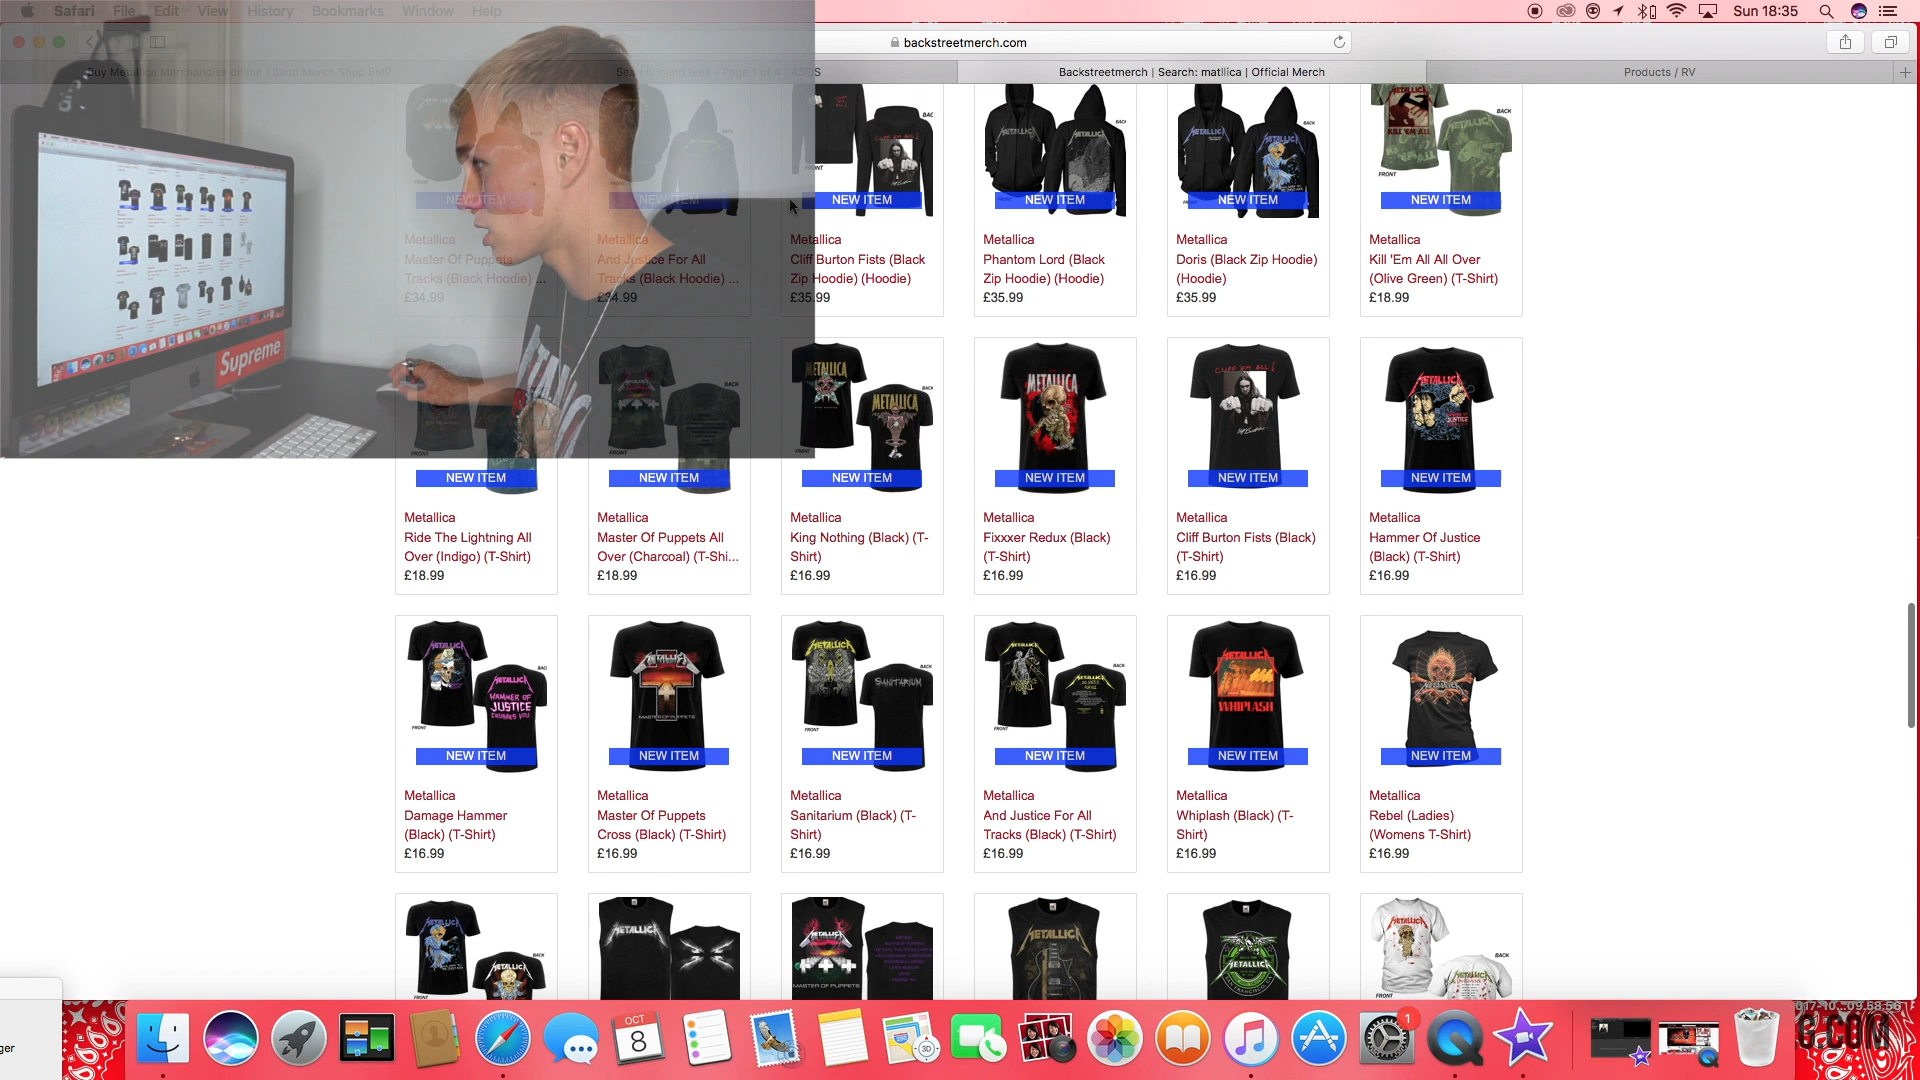 Safari File Edit View History Bookmarks Window Help
Sun 18:35
backstreetmerch.com
Buy Metallica Merchandise online | Band Merch Shop EMP
Search: band tees - Page 1 of 4 | ASOS
Backstreetmerch | Search: matllica | Official Merch
Products / RV
NEW ITEM NEW ITEM NEW ITEM NEW ITEM NEW ITEM NEW ITEM
Metallica
Master Of Puppets
Tracks (Black Hoodie) ...
£34.99
Metallica
And Justice For All
Tracks (Black Hoodie) ...
£34.99
Metallica
Cliff Burton Fists (Black
Zip Hoodie) (Hoodie)
£35.99
Metallica
Phantom Lord (Black
Zip Hoodie) (Hoodie)
£35.99
Metallica
Doris (Black Zip Hoodie)
(Hoodie)
£35.99
Metallica
Kill 'Em All All Over
(Olive Green) (T-Shirt)
£18.99
Supreme
NEW ITEM NEW ITEM NEW ITEM NEW ITEM NEW ITEM NEW ITEM
Metallica
Ride The Lightning All
Over (Indigo) (T-Shirt)
£18.99
Metallica
Master Of Puppets All
Over (Charcoal) (T-Shi...
£18.99
Metallica
King Nothing (Black) (T-
Shirt)
£16.99
Metallica
Fixxxer Redux (Black)
(T-Shirt)
£16.99
Metallica
Cliff Burton Fists (Black)
(T-Shirt)
£16.99
Metallica
Hammer Of Justice
(Black) (T-Shirt)
£16.99
NEW ITEM NEW ITEM NEW ITEM NEW ITEM NEW ITEM NEW ITEM
Metallica
Damage Hammer
(Black) (T-Shirt)
£16.99
Metallica
Master Of Puppets
Cross (Black) (T-Shirt)
£16.99
Metallica
Sanitarium (Black) (T-
Shirt)
£16.99
Metallica
And Justice For All
Tracks (Black) (T-Shirt)
£16.99
Metallica
Whiplash (Black) (T-
Shirt)
£16.99
Metallica
Rebel (Ladies)
(Womens T-Shirt)
£16.99
ger
OCT
8
1
G.COM